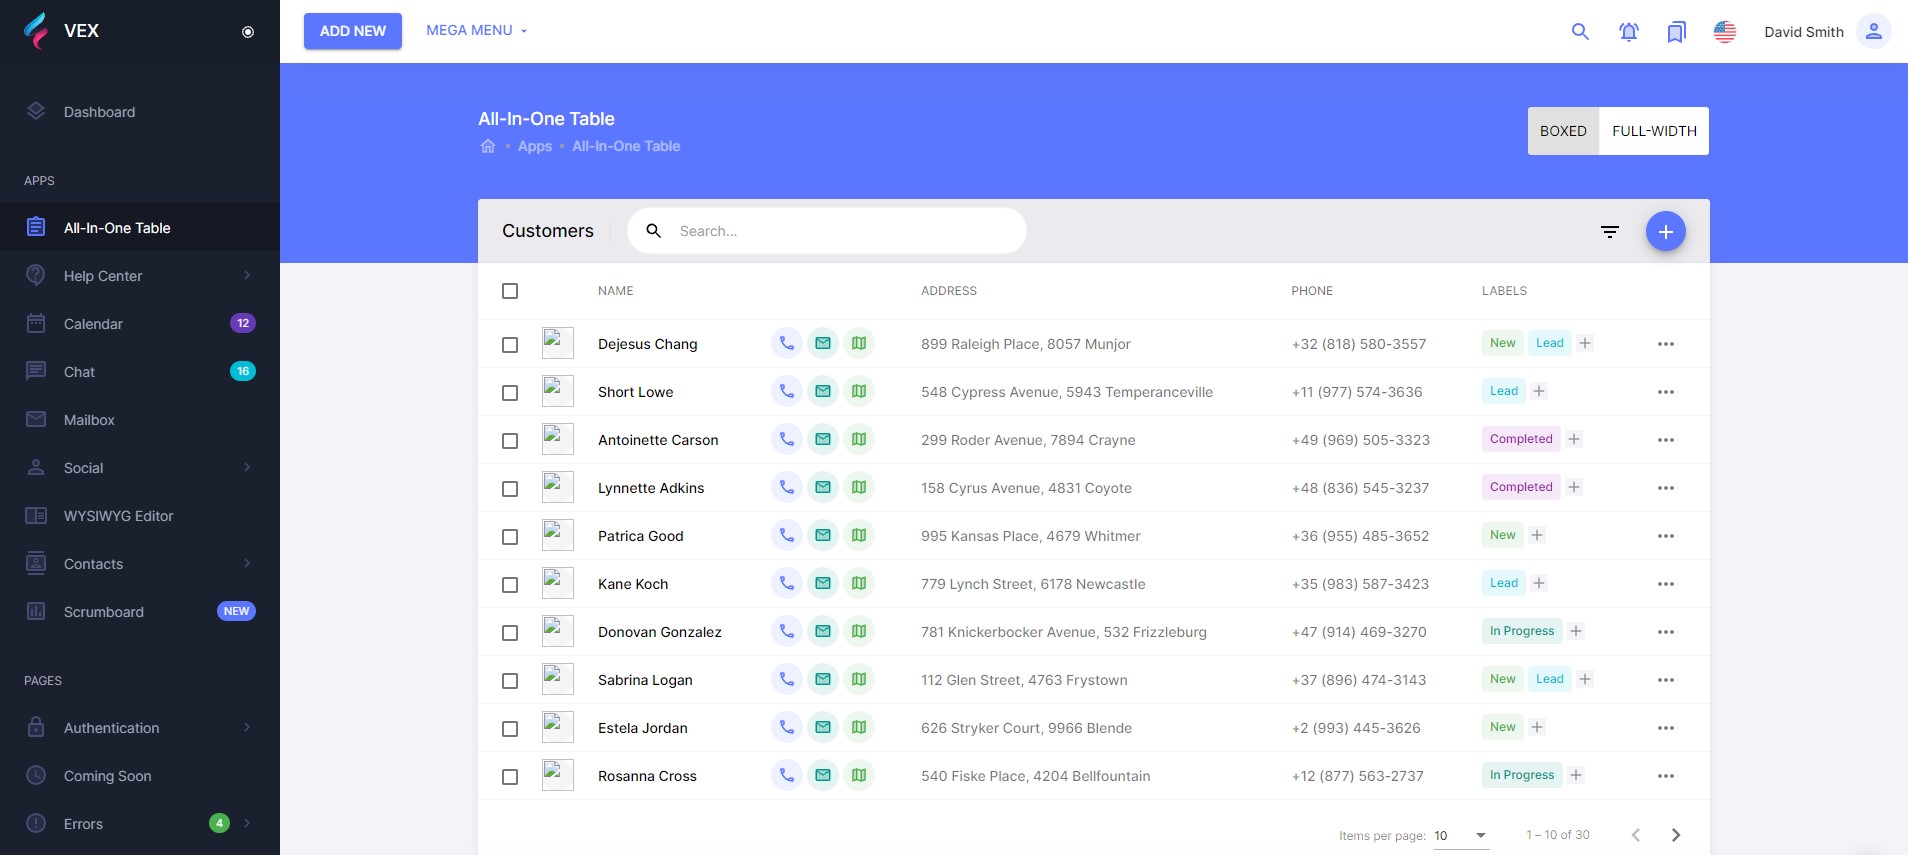 VEX
ADD NEW
MEGA MENU
David Smith
Dashboard
APPS
All-In-One Table
Help Center
Calendar 12
Chat 16
Mailbox
Social
WYSIWYG Editor
Contacts
Scrumboard NEW
PAGES
Authentication
Coming Soon
Errors 4
All-In-One Table
Apps • All-In-One Table
BOXED FULL-WIDTH
Customers Search...
NAME ADDRESS PHONE LABELS
Dejesus Chang 899 Raleigh Place, 8057 Munjor +32 (818) 580-3557 New Lead
Short Lowe 548 Cypress Avenue, 5943 Temperanceville +11 (977) 574-3636 Lead
Antoinette Carson 299 Roder Avenue, 7894 Crayne +49 (969) 505-3323 Completed
Lynnette Adkins 158 Cyrus Avenue, 4831 Coyote +48 (836) 545-3237 Completed
Patrica Good 995 Kansas Place, 4679 Whitmer +36 (955) 485-3652 New
Kane Koch 779 Lynch Street, 6178 Newcastle +35 (983) 587-3423 Lead
Donovan Gonzalez 781 Knickerbocker Avenue, 532 Frizzleburg +47 (914) 469-3270 In Progress
Sabrina Logan 112 Glen Street, 4763 Frystown +37 (896) 474-3143 New Lead
Estela Jordan 626 Stryker Court, 9966 Blende +2 (993) 445-3626 New
Rosanna Cross 540 Fiske Place, 4204 Bellfountain +12 (877) 563-2737 In Progress
Items per page: 10 1 – 10 of 30